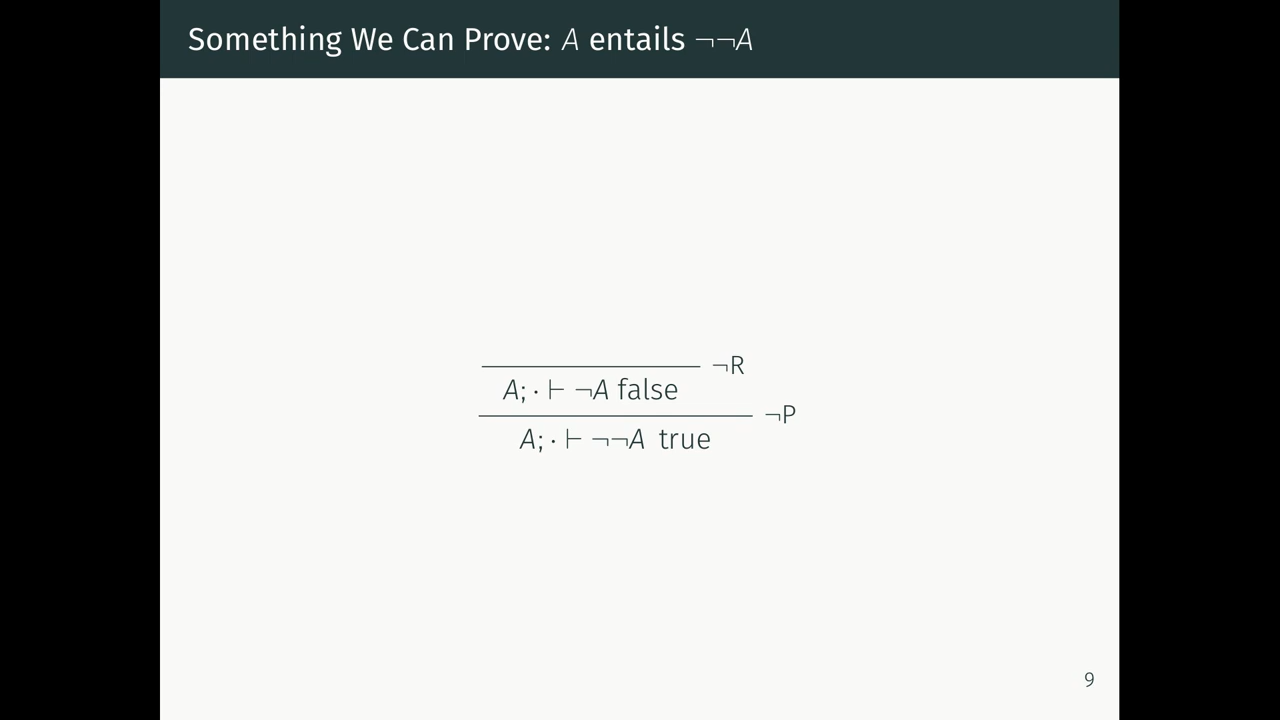 Something We Can Prove: A entails ¬¬A
¬R
A; · ⊢ ¬A false
¬P
A; · ⊢ ¬¬A true
9